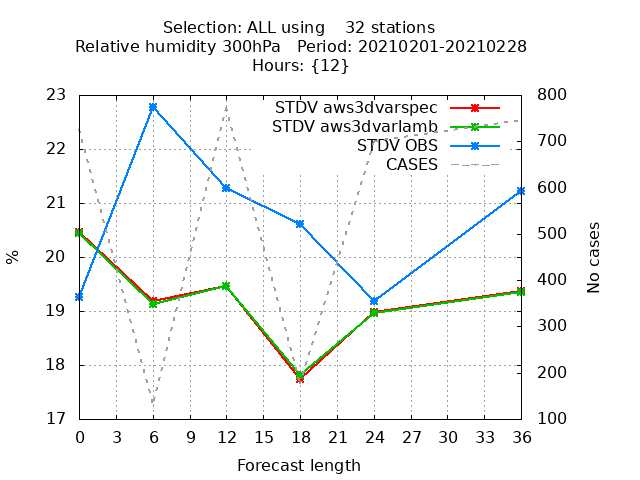 Selection: ALL using    32 stations
Relative humidity 300hPa   Period: 20210201-20210228
Hours: {12}
23
22
21
20
19
18
17
%
STDV aws3dvarspec
STDV aws3dvarlamb
STDV OBS
CASES
800
700
600
500
400
300
200
100
No cases
0 3 6 9 12 15 18 21 24 27 30 33 36
Forecast length